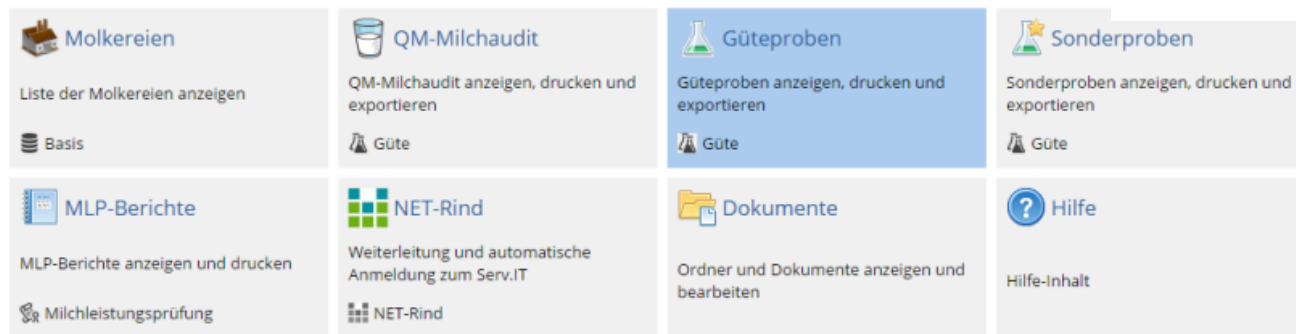 Molkereien
Liste der Molkereien anzeigen
Basis
QM-Milchaudit
QM-Milchaudit anzeigen, drucken und
exportieren
Güte
Güteproben
Güteproben anzeigen, drucken und
exportieren
Güte
Sonderproben
Sonderproben anzeigen, drucken und
exportieren
Güte
MLP-Berichte
MLP-Berichte anzeigen und drucken
Milchleistungsprüfung
NET-Rind
Weiterleitung und automatische
Anmeldung zum Serv.IT
NET-Rind
Dokumente
Ordner und Dokumente anzeigen und
bearbeiten
Hilfe
Hilfe-Inhalt